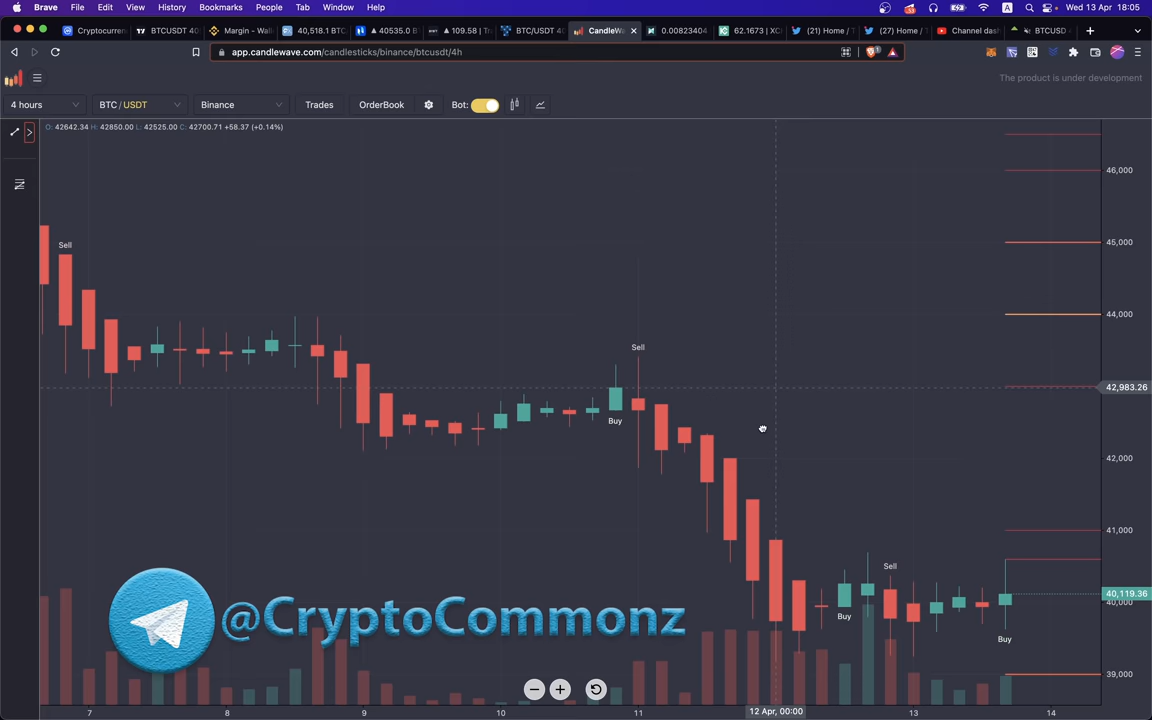 Brave File Edit View History Bookmarks People Tab Window Help Wed 13 Apr 18:05
Cryptocurren BTCUSDT 40 Margin - Wall 40,518.1 BTC 40535.0 B 109.58 | Tr BTC/USDT 40 CandleWa 0.00823404 62.1673 | XC (21) Home / T (27) Home / T Channel dash BTCUSD
app.candlewave.com/candlesticks/binance/btcusdt/4h
The product is under development
4 hours BTC/USDT Binance Trades OrderBook Bot:
O: 42642.34 H: 42850.00 L: 42525.00 C: 42700.71 +58.37 (+0.14%)
46,000
Sell
45,000
44,000
Sell
42,983.26
Buy
42,000
41,000
Sell
40,119.36
40,000
Buy
@CryptoCommonz
Buy
39,000
7 8 9 10 11 12 Apr, 00:00 13 14